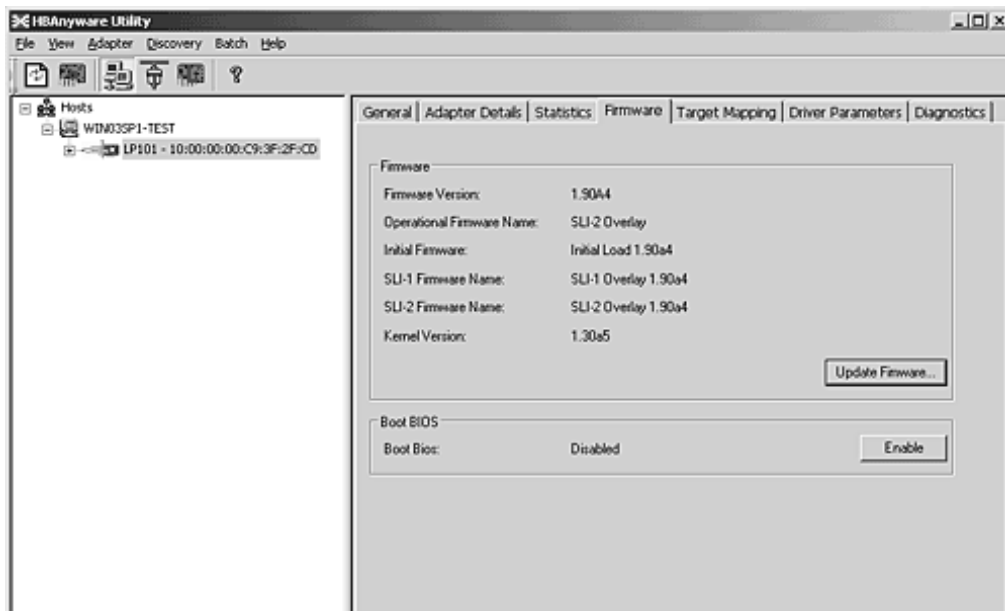 HBAnyware Utility
File View Adapter Discovery Batch Help
Hosts
WIN03SP1-TEST
LP101 - 10:00:00:00:C9:3F:2F:CD
General Adapter Details Statistics Firmware Target Mapping Driver Parameters Diagnostics
Firmware
Firmware Version: 1.90A4
Operational Firmware Name: SLI-2 Overlay
Initial Firmware: Initial Load 1.90a4
SLI-1 Firmware Name: SLI-1 Overlay 1.90a4
SLI-2 Firmware Name: SLI-2 Overlay 1.90a4
Kernel Version: 1.30a5
Update Firmware...
Boot BIOS
Boot Bios: Disabled
Enable